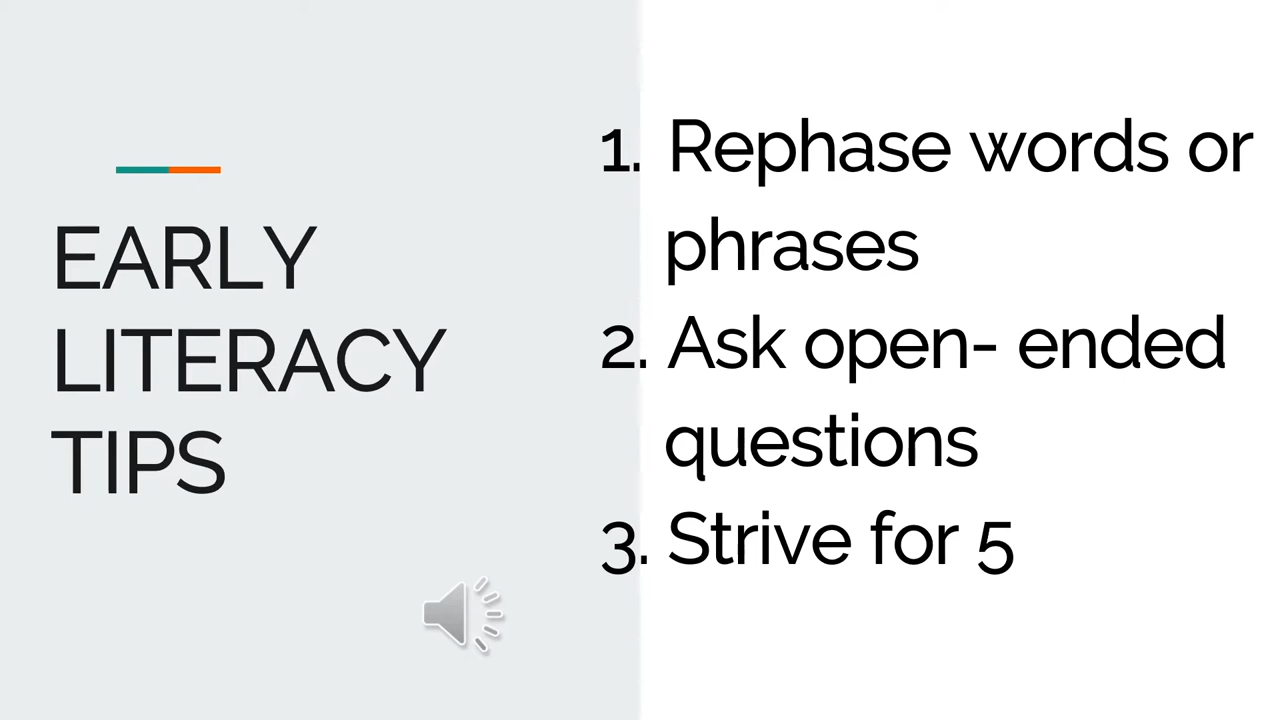 EARLY
LITERACY
TIPS
1. Rephase words or
phrases
2. Ask open- ended
questions
3. Strive for 5